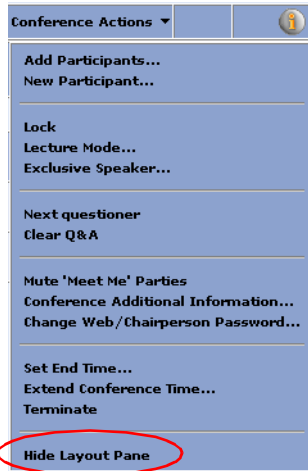 Conference Actions
Add Participants...
New Participant...
Lock
Lecture Mode...
Exclusive Speaker...
Next questioner
Clear Q&A
Mute 'Meet Me' Parties
Conference Additional Information...
Change Web/Chairperson Password...
Set End Time...
Extend Conference Time...
Terminate
Hide Layout Pane